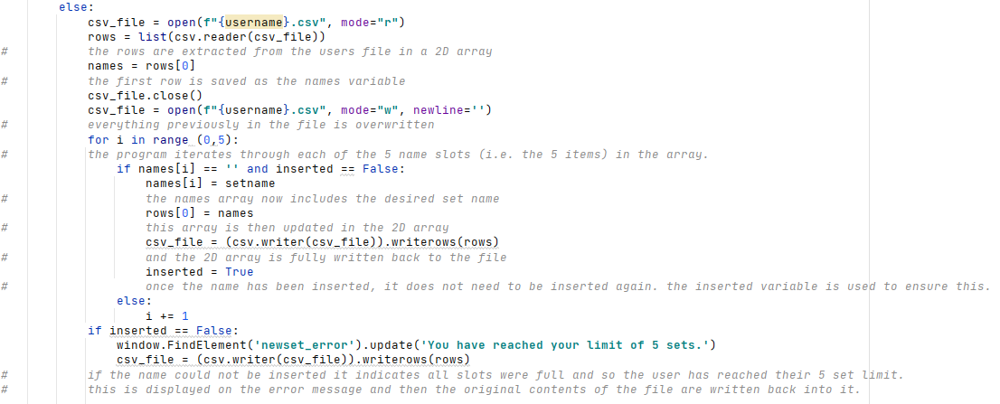 else:
csv_file = open(f"{username}.csv", mode="r")
rows = list(csv.reader(csv_file))
# the rows are extracted from the users file in a 2D array
names = rows[0]
# the first row is saved as the names variable
csv_file.close()
csv_file = open(f"{username}.csv", mode="w", newline='')
# everything previously in the file is overwritten
for i in range (0,5):
# the program iterates through each of the 5 name slots (i.e. the 5 items) in the array.
if names[i] == '' and inserted == False:
names[i] = setname
# the names array now includes the desired set name
rows[0] = names
# this array is then updated in the 2D array
csv_file = (csv.writer(csv_file)).writerows(rows)
# and the 2D array is fully written back to the file
inserted = True
# once the name has been inserted, it does not need to be inserted again. the inserted variable is used to ensure this.
else:
i += 1
if inserted == False:
window.FindElement('newset_error').update('You have reached your limit of 5 sets.')
csv_file = (csv.writer(csv_file)).writerows(rows)
# if the name could not be inserted it indicates all slots were full and so the user has reached their 5 set limit.
# this is displayed on the error message and then the original contents of the file are written back into it.